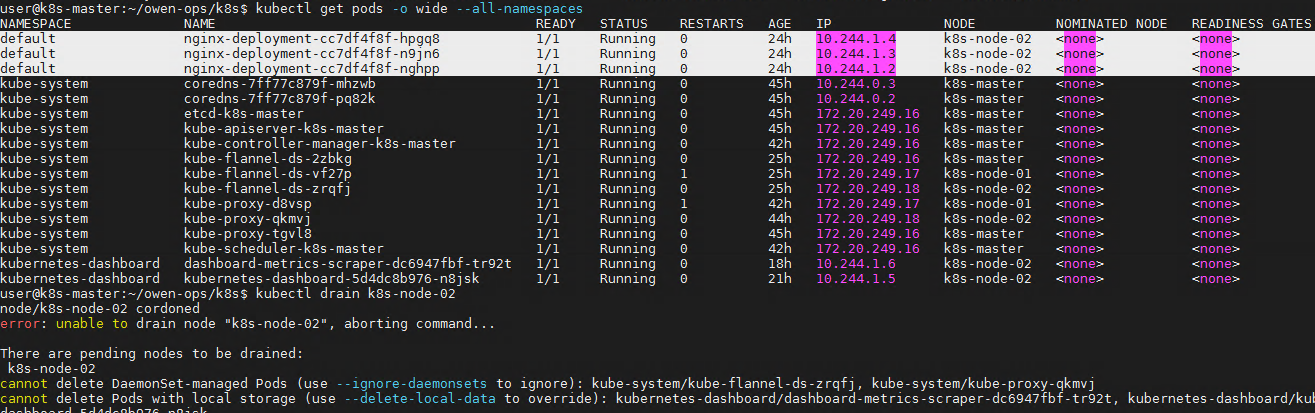 user@k8s-master:~/owen-ops/k8s$ kubectl get pods -o wide --all-namespaces
NAMESPACE NAME READY STATUS RESTARTS AGE IP NODE NOMINATED NODE READINESS GATES
default nginx-deployment-cc7df4f8f-hpgq8 1/1 Running 0 24h 10.244.1.4 k8s-node-02 <none> <none>
default nginx-deployment-cc7df4f8f-n9jn6 1/1 Running 0 24h 10.244.1.3 k8s-node-02 <none> <none>
default nginx-deployment-cc7df4f8f-nghpp 1/1 Running 0 24h 10.244.1.2 k8s-node-02 <none> <none>
kube-system coredns-7ff77c879f-mhzwb 1/1 Running 0 45h 10.244.0.3 k8s-master <none> <none>
kube-system coredns-7ff77c879f-pq82k 1/1 Running 0 45h 10.244.0.2 k8s-master <none> <none>
kube-system etcd-k8s-master 1/1 Running 0 45h 172.20.249.16 k8s-master <none> <none>
kube-system kube-apiserver-k8s-master 1/1 Running 0 45h 172.20.249.16 k8s-master <none> <none>
kube-system kube-controller-manager-k8s-master 1/1 Running 0 42h 172.20.249.16 k8s-master <none> <none>
kube-system kube-flannel-ds-2zbkg 1/1 Running 0 25h 172.20.249.16 k8s-master <none> <none>
kube-system kube-flannel-ds-vf27p 1/1 Running 1 25h 172.20.249.17 k8s-node-01 <none> <none>
kube-system kube-flannel-ds-zrqfj 1/1 Running 0 25h 172.20.249.18 k8s-node-02 <none> <none>
kube-system kube-proxy-d8vsp 1/1 Running 1 42h 172.20.249.17 k8s-node-01 <none> <none>
kube-system kube-proxy-qkmvj 1/1 Running 0 44h 172.20.249.18 k8s-node-02 <none> <none>
kube-system kube-proxy-tgvl8 1/1 Running 0 45h 172.20.249.16 k8s-master <none> <none>
kube-system kube-scheduler-k8s-master 1/1 Running 0 42h 172.20.249.16 k8s-master <none> <none>
kubernetes-dashboard dashboard-metrics-scraper-dc6947fbf-tr92t 1/1 Running 0 18h 10.244.1.6 k8s-node-02 <none> <none>
kubernetes-dashboard kubernetes-dashboard-5d4dc8b976-n8jsk 1/1 Running 0 21h 10.244.1.5 k8s-node-02 <none> <none>
user@k8s-master:~/owen-ops/k8s$ kubectl drain k8s-node-02
node/k8s-node-02 cordoned
error: unable to drain node "k8s-node-02", aborting command...
There are pending nodes to be drained:
k8s-node-02
cannot delete DaemonSet-managed Pods (use --ignore-daemonsets to ignore): kube-system/kube-flannel-ds-zrqfj, kube-system/kube-proxy-qkmvj
cannot delete Pods with local storage (use --delete-local-data to override): kubernetes-dashboard/dashboard-metrics-scraper-dc6947fbf-tr92t, kubernetes-dashboard/ku
dashboard-5d4dc8b976-n8jsk